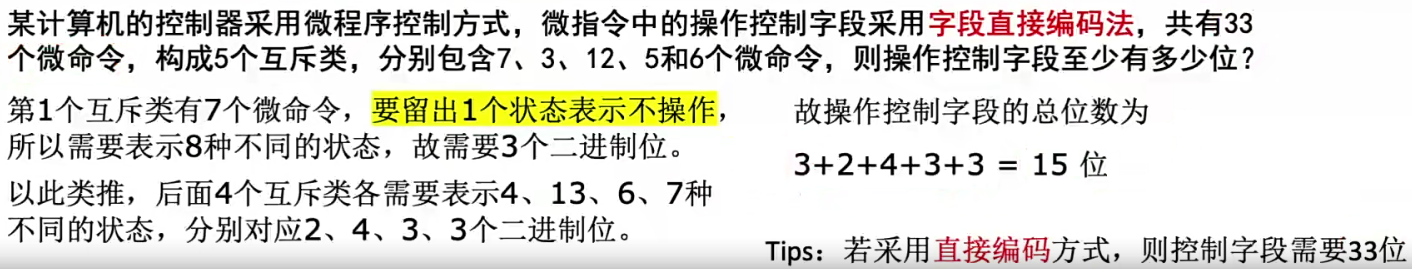 某计算机的控制器采用微程序控制方式，微指令中的操作控制字段采用字段直接编码法，共有33
个微命令，构成5个互斥类，分别包含7、3、12、5和6个微命令，则操作控制字段至少有多少位？
第1个互斥类有7个微命令，要留出1个状态表示不操作，
所以需要表示8种不同的状态，故需要3个二进制位。
以此类推，后面4个互斥类各需要表示4、13、6、7种
不同的状态，分别对应2、4、3、3个二进制位。
故操作控制字段的总位数为
3+2+4+3+3 = 15 位
Tips：若采用直接编码方式，则控制字段需要33位